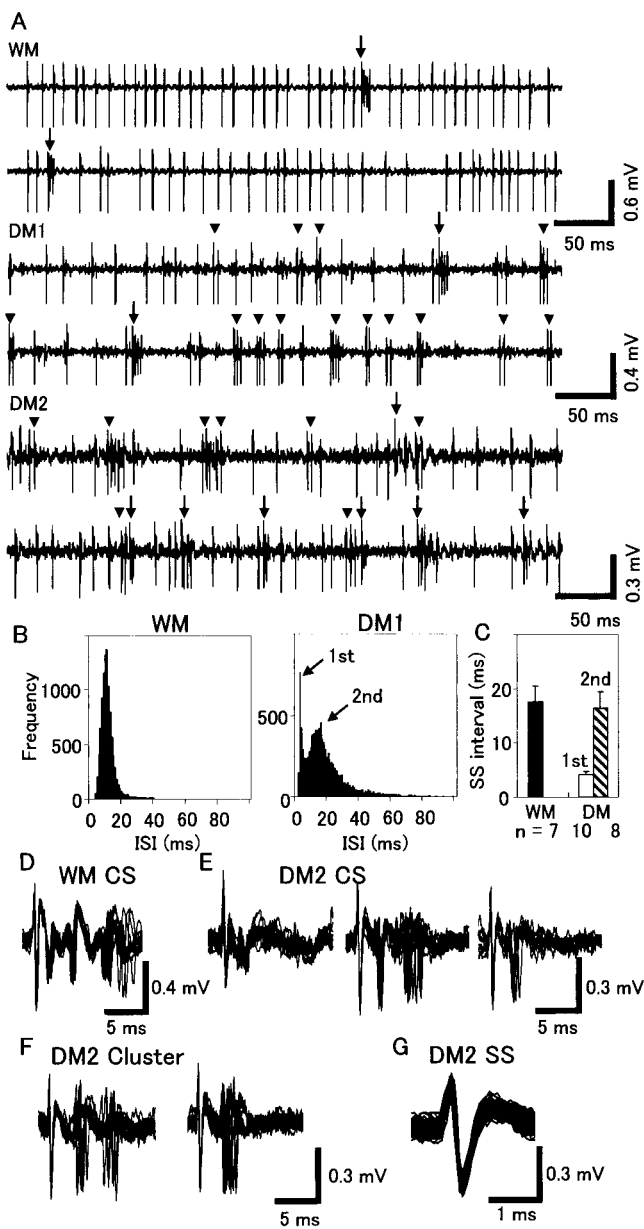 A
WM
0.6 mV
50 ms
DM1
0.4 mV
50 ms
DM2
0.3 mV
50 ms
B
WM
DM1
C
Frequency
1000
500
0
0 20 40 60 80
ISI (ms)
1st
2nd
500
0
0 20 40 60 80
ISI (ms)
SS interval (ms)
20
10
0
2nd
1st
WM
DM
n = 7 10 8
D
WM CS
0.4 mV
5 ms
E
DM2 CS
0.3 mV
5 ms
F
DM2 Cluster
0.3 mV
5 ms
G
DM2 SS
0.3 mV
1 ms